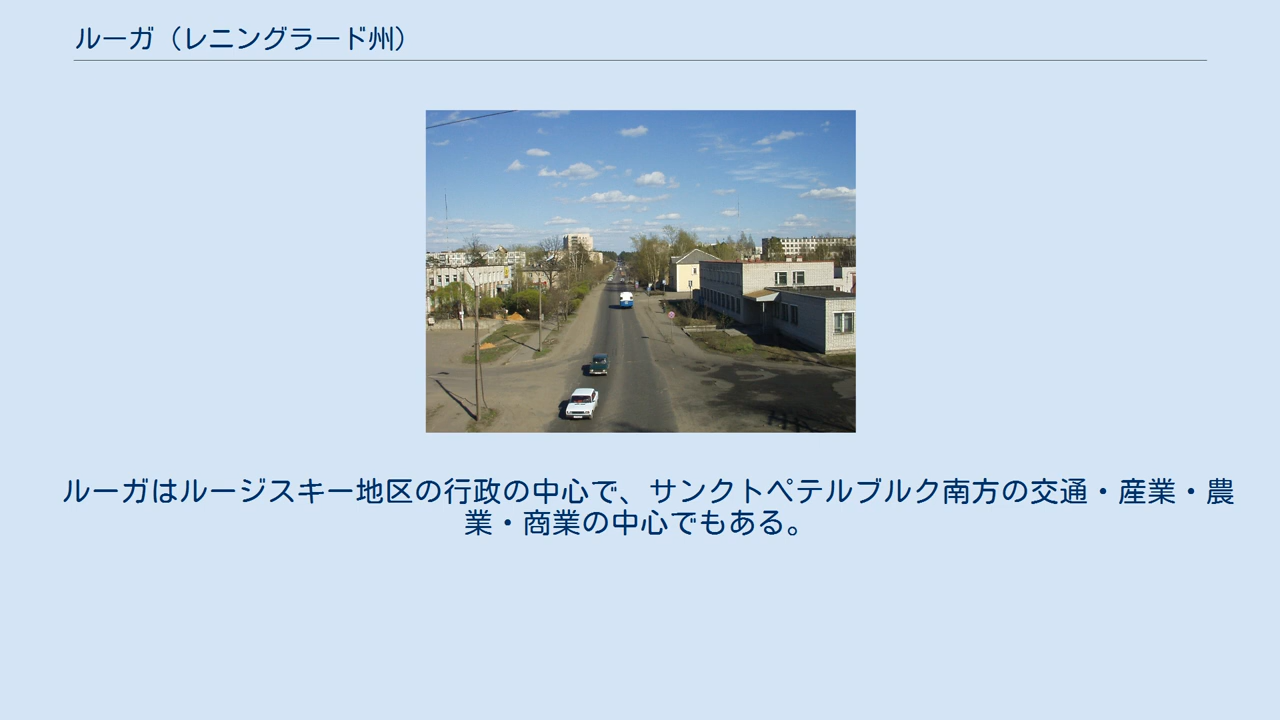 ルーガ（レニングラード州）
ルーガはルージスキー地区の行政の中心で、サンクトペテルブルク南方の交通・産業・農
業・商業の中心でもある。